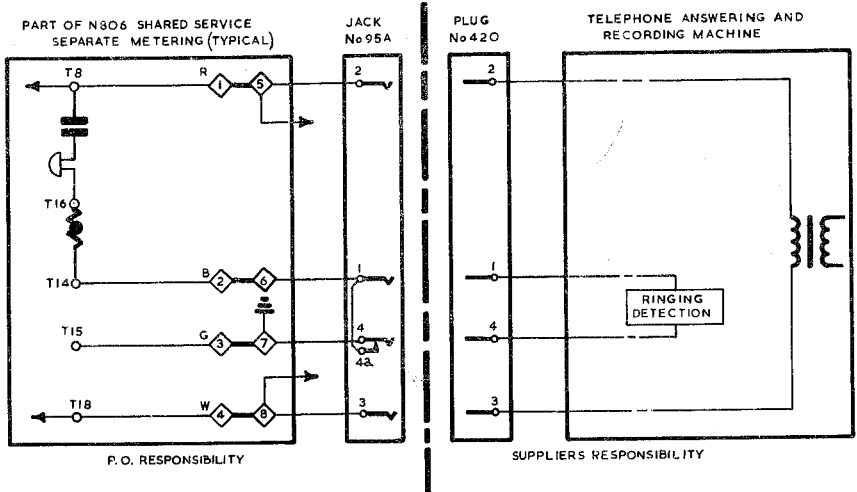 PART OF N806 SHARED SERVICE
SEPARATE METERING (TYPICAL)
JACK
No 95A
PLUG
No 420
TELEPHONE ANSWERING AND
RECORDING MACHINE
T8
R
1
5
2
2
T16
T14
B
2
6
1
1
RINGING
DETECTION
T15
G
3
7
4
4a
4
T18
W
4
8
3
3
P.O. RESPONSIBILITY
SUPPLIERS RESPONSIBILITY